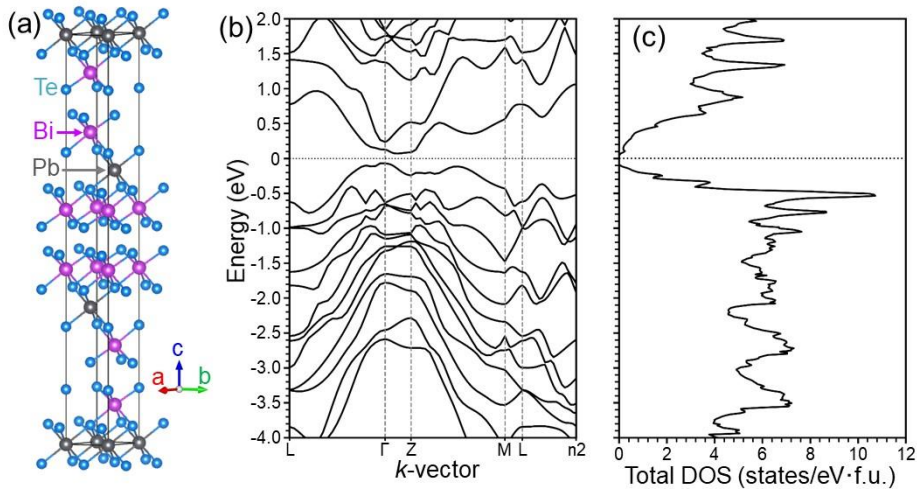 (a)
Te
Bi
Pb
c
a
b
(b)
2.0
1.5
1.0
0.5
0
-0.5
-1.0
-1.5
-2.0
-2.5
-3.0
-3.5
-4.0
Energy (eV)
L Γ Z M L n2
k-vector
(c)
0 2 4 6 8 10 12
Total DOS (states/eV·f.u.)